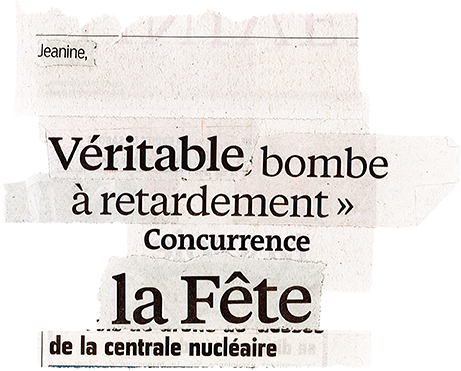 Jeanine,
Véritable bombe
à retardement »
Concurrence
la Fête
de la centrale nucléaire